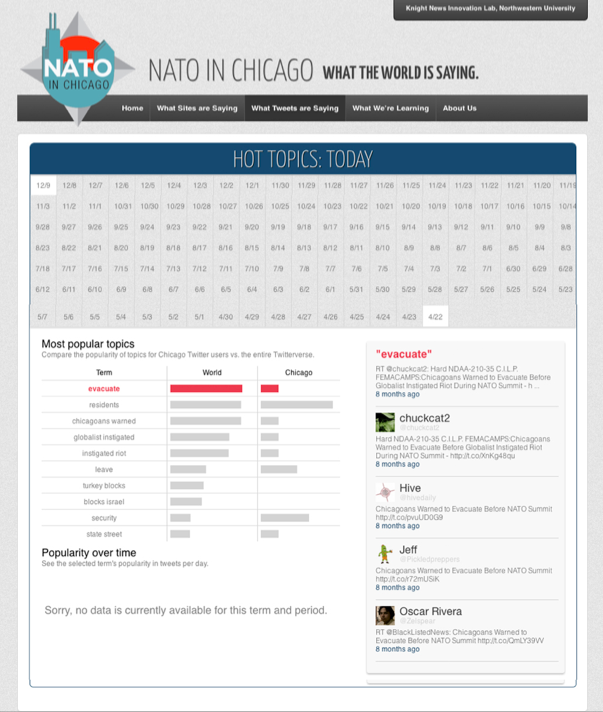 Knight News Innovation Lab, Northwestern University
NATO
IN CHICAGO
NATO IN CHICAGO WHAT THE WORLD IS SAYING.
Home What Sites are Saying What Tweets are Saying What We're Learning About Us
HOT TOPICS: TODAY
12/9 12/8 12/7 12/6 12/5 12/4 12/3 12/2 12/1 11/30 11/29 11/28 11/27 11/26 11/25 11/24 11/23 11/22 11/21 11/20
11/3 11/2 11/1 10/31 10/30 10/29 10/28 10/27 10/26 10/25 10/24 10/23 10/22 10/21 10/20 10/19 10/18 10/17 10/16 10/15 10/14
9/28 9/27 9/26 9/25 9/24 9/23 9/22 9/21 9/20 9/19 9/18 9/17 9/16 9/15 9/14 9/13 9/12 9/11 9/10 9/9 9/8
8/23 8/22 8/21 8/20 8/19 8/18 8/17 8/16 8/15 8/14 8/13 8/12 8/11 8/10 8/9 8/8 8/7 8/6 8/5 8/4 8/3
7/18 7/17 7/16 7/15 7/14 7/13 7/12 7/11 7/10 7/9 7/8 7/7 7/6 7/5 7/4 7/3 7/2 7/1 6/30 6/29 6/28
6/12 6/11 6/10 6/9 6/8 6/7 6/6 6/5 6/4 6/3 6/2 6/1 5/31 5/30 5/29 5/28 5/27 5/26 5/25 5/24 5/23
5/7 5/6 5/5 5/4 5/3 5/2 5/1 4/30 4/29 4/28 4/27 4/26 4/25 4/24 4/23 4/22
Most popular topics
Compare the popularity of topics for Chicago Twitter users vs. the entire Twitterverse.
Term World Chicago
evacuate
residents
chicagoans warned
globalist instigated
instigated riot
leave
turkey blocks
blocks israel
security
state street
Popularity over time
See the selected term's popularity in tweets per day.
Sorry, no data is currently available for this term and period.
"evacuate"
RT @chuckcat2: Hard NDAA-210-35 C.I.L.P.
FEMACAMPS:Chicagoans Warned to Evacuate Before
Globalist Instigated Riot During NATO Summit - h ...
8 months ago
chuckcat2
@chuckcat2
Hard NDAA-210-35 C.I.L.P. FEMACAMPS:Chicagoans
Warned to Evacuate Before Globalist Instigated Riot
During NATO Summit - http://t.co/XnKg48qu
8 months ago
Hive
@hivedaily
Chicagoans Warned to Evacuate Before NATO Summit
http://t.co/pvuUD0G9
8 months ago
Jeff
@Pickledpreppers
Chicagoans Warned to Evacuate Before NATO Summit
http://t.co/r72mUSiK
8 months ago
Oscar Rivera
@Zetspear
RT @BlackListedNews: Chicagoans Warned to
Evacuate Before NATO Summit http://t.co/QmLY39VV
8 months ago